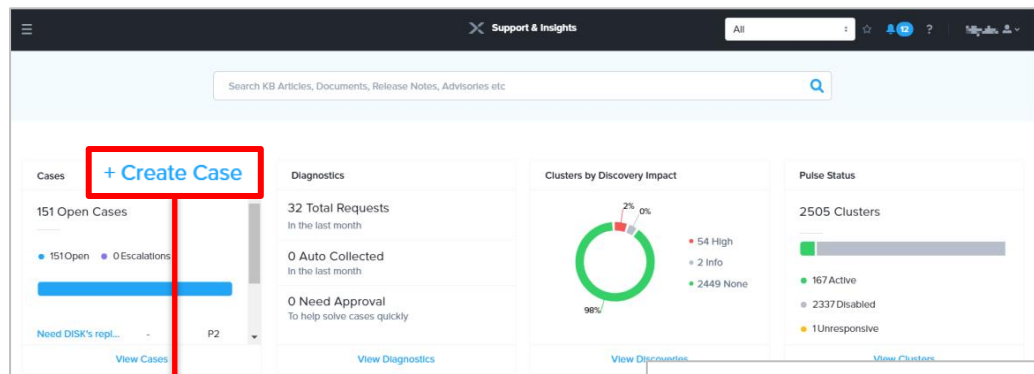 Support & Insights
All
12
?
Search KB Articles, Documents, Release Notes, Advisories etc
Cases
+ Create Case
151 Open Cases
151 Open 0 Escalations
Need DISK's repl... - P2
View Cases
Diagnostics
32 Total Requests
In the last month
0 Auto Collected
In the last month
0 Need Approval
To help solve cases quickly
View Diagnostics
Clusters by Discovery Impact
2% 0%
98%
54 High
2 Info
2449 None
View Discoveries
Pulse Status
2505 Clusters
167 Active
2337 Disabled
1 Unresponsive
View Clusters